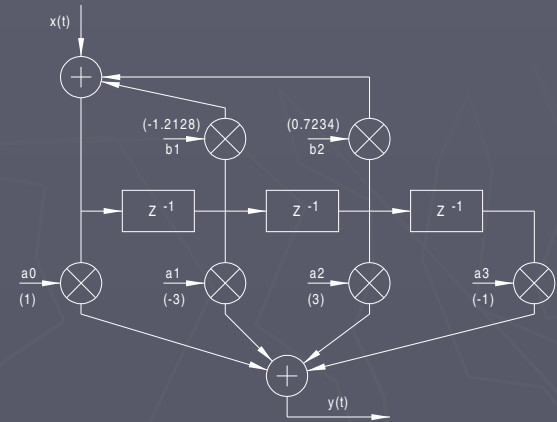 x(t)
(-1.2128)
b1
(0.7234)
b2
Z -1
Z -1
Z -1
a0
(1)
a1
(-3)
a2
(3)
a3
(-1)
y(t)